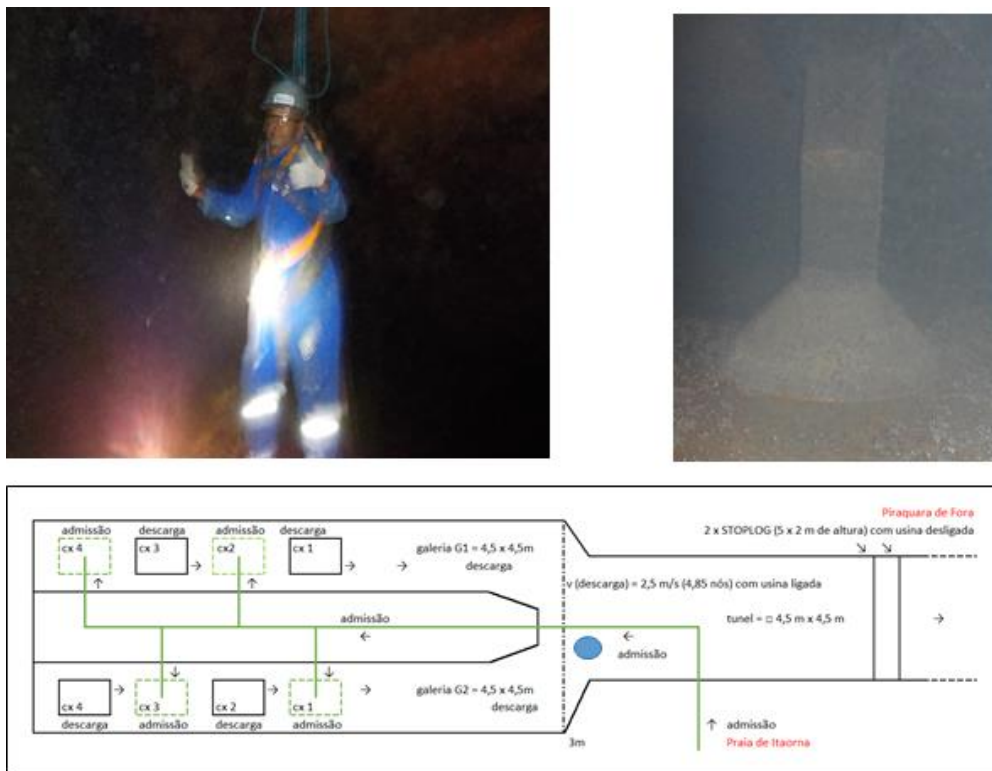 Piraquara de Fora
2 x STOPLOG (5 x 2 m de altura) com usina desligada
admissão
descarga
admissão
descarga
cx 4
cx 3
cx2
cx 1
galeria G1 = 4,5 x 4,5m
descarga
v (descarga) = 2,5 m/s (4,85 nós) com usina ligada
admissão
tunel = □ 4,5 m x 4,5 m
admissão
cx 4
cx 3
cx 2
cx 1
galeria G2 = 4,5 x 4,5m
descarga
descarga
admissão
descarga
admissão
3m
admissão
Praia de Itaorna